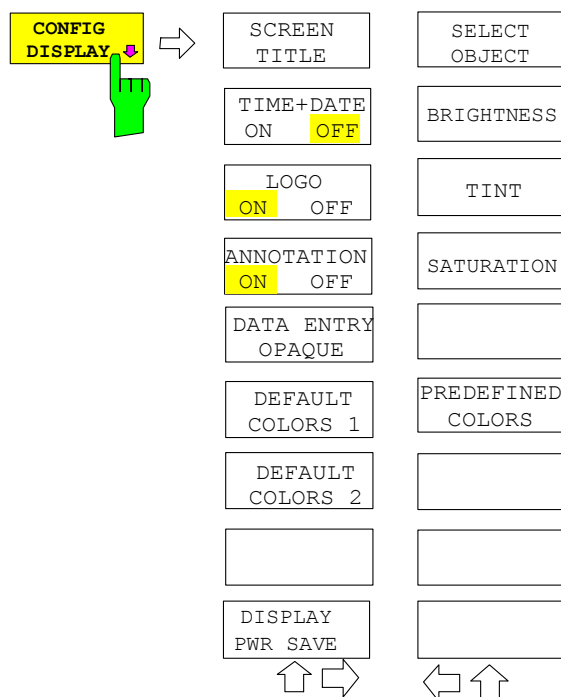 CONFIG
DISPLAY
SCREEN
TITLE
TIME+DATE
ON OFF
LOGO
ON OFF
ANNOTATION
ON OFF
DATA ENTRY
OPAQUE
DEFAULT
COLORS 1
DEFAULT
COLORS 2
DISPLAY
PWR SAVE
SELECT
OBJECT
BRIGHTNESS
TINT
SATURATION
PREDEFINED
COLORS